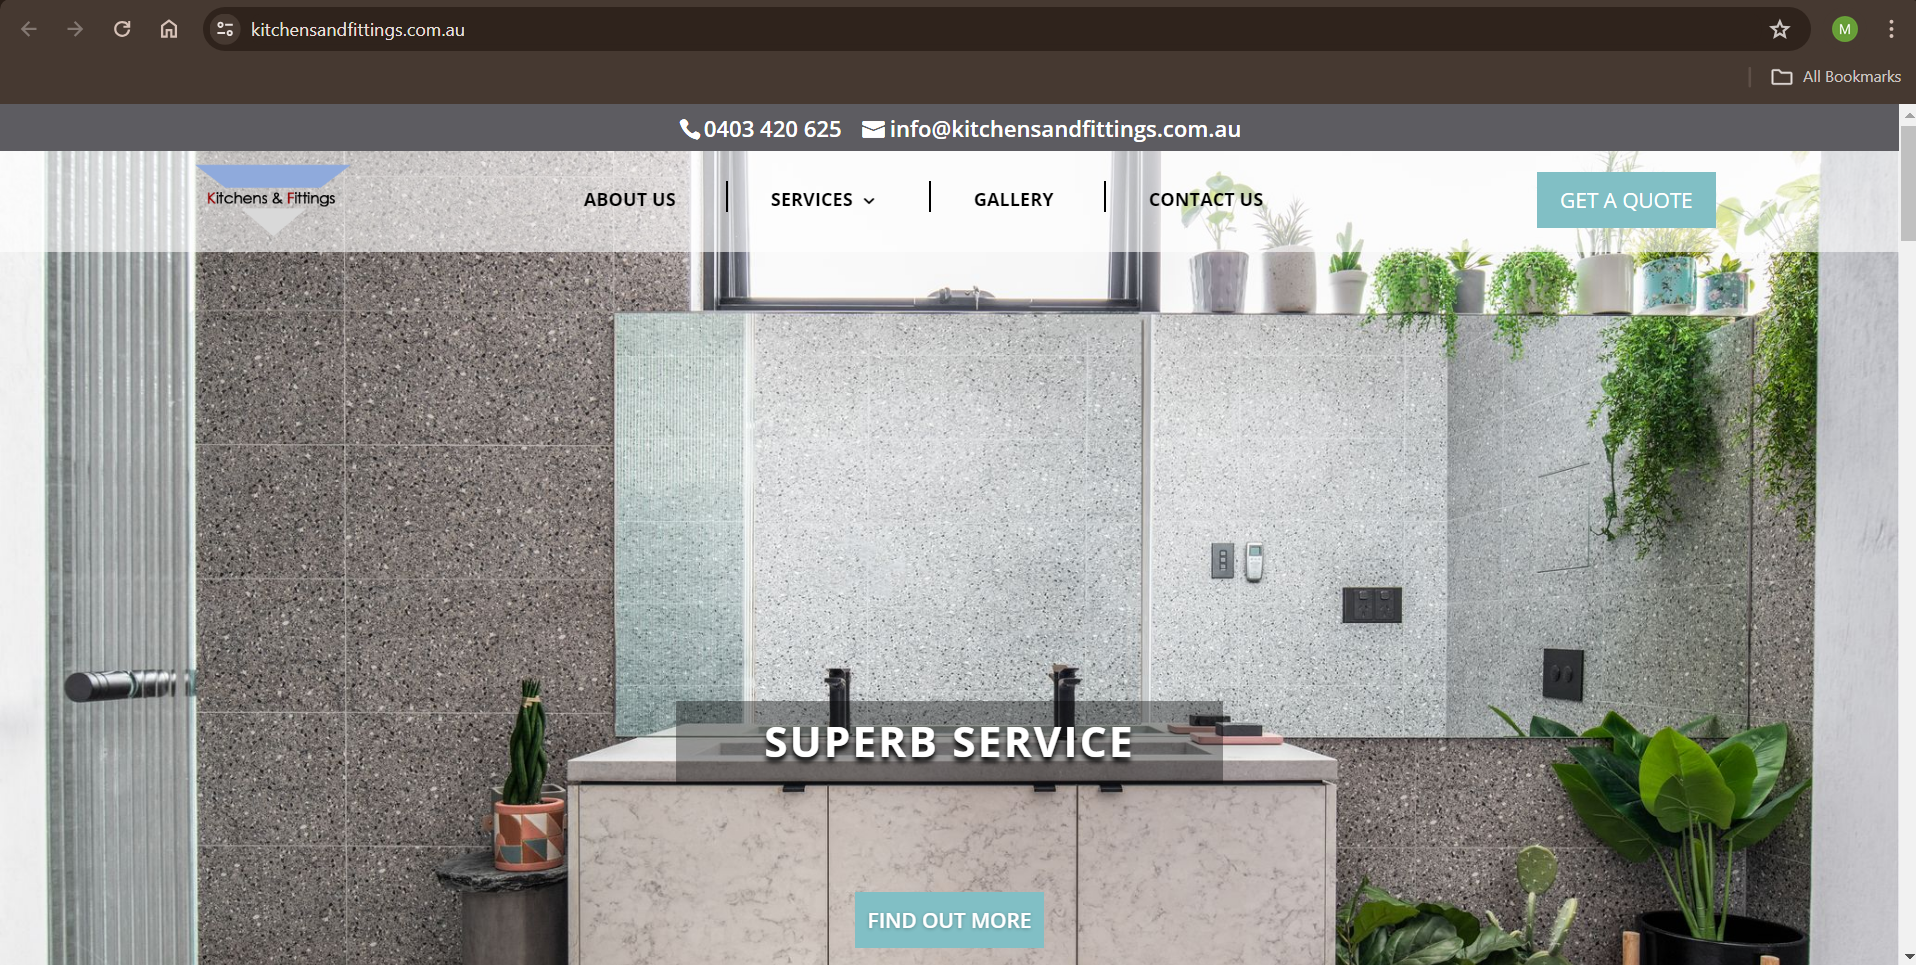 kitchensandfittings.com.au
M
All Bookmarks
0403 420 625 info@kitchensandfittings.com.au
Kitchens & Fittings
ABOUT US
SERVICES
GALLERY
CONTACT US
GET A QUOTE
SUPERB SERVICE
FIND OUT MORE